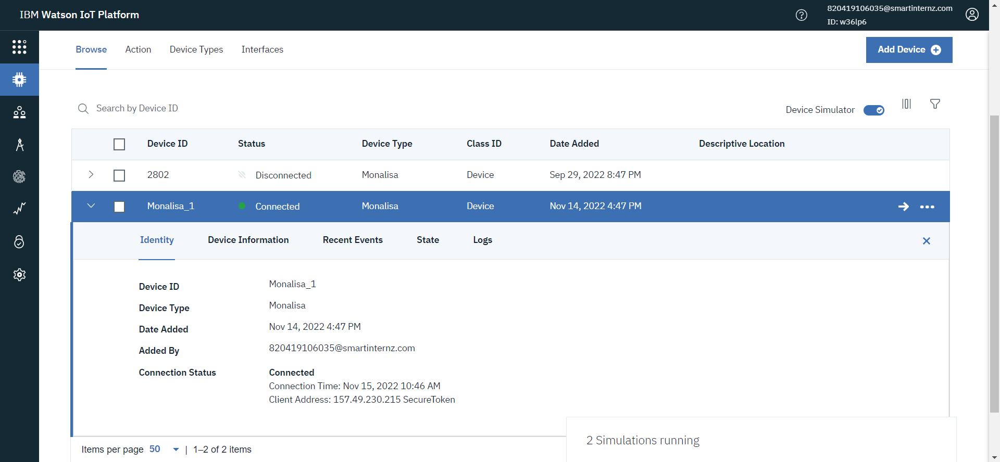 IBM Watson IoT Platform
820419106035@smartinternz.com
ID: w36lp6
Browse Action Device Types Interfaces
Add Device
Search by Device ID
Device Simulator
Device ID Status Device Type Class ID Date Added Descriptive Location
2802 Disconnected Monalisa Device Sep 29, 2022 8:47 PM
Monalisa_1 Connected Monalisa Device Nov 14, 2022 4:47 PM
Identity Device Information Recent Events State Logs
Device ID Monalisa_1
Device Type Monalisa
Date Added Nov 14, 2022 4:47 PM
Added By 820419106035@smartinternz.com
Connection Status Connected
Connection Time: Nov 15, 2022 10:46 AM
Client Address: 157.49.230.215 SecureToken
2 Simulations running
Items per page 50 | 1–2 of 2 items